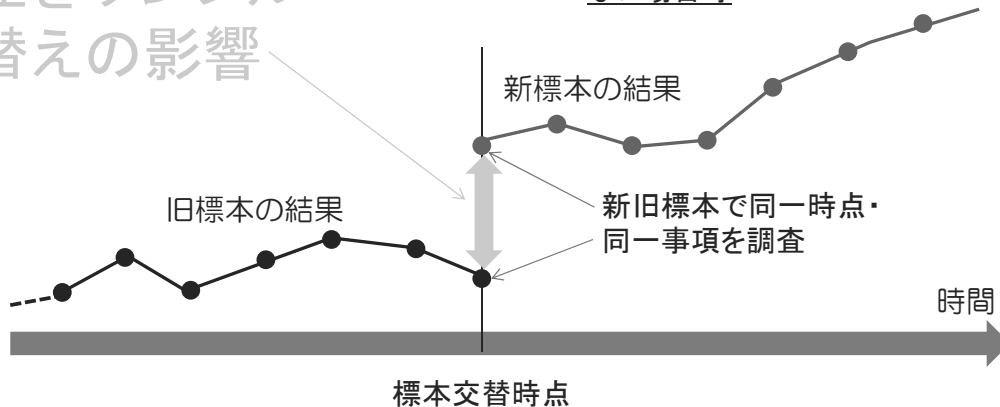 替えの影響
新標本の結果
旧標本の結果
新旧標本で同一時点・
同一事項を調査
時間
標本交替時点